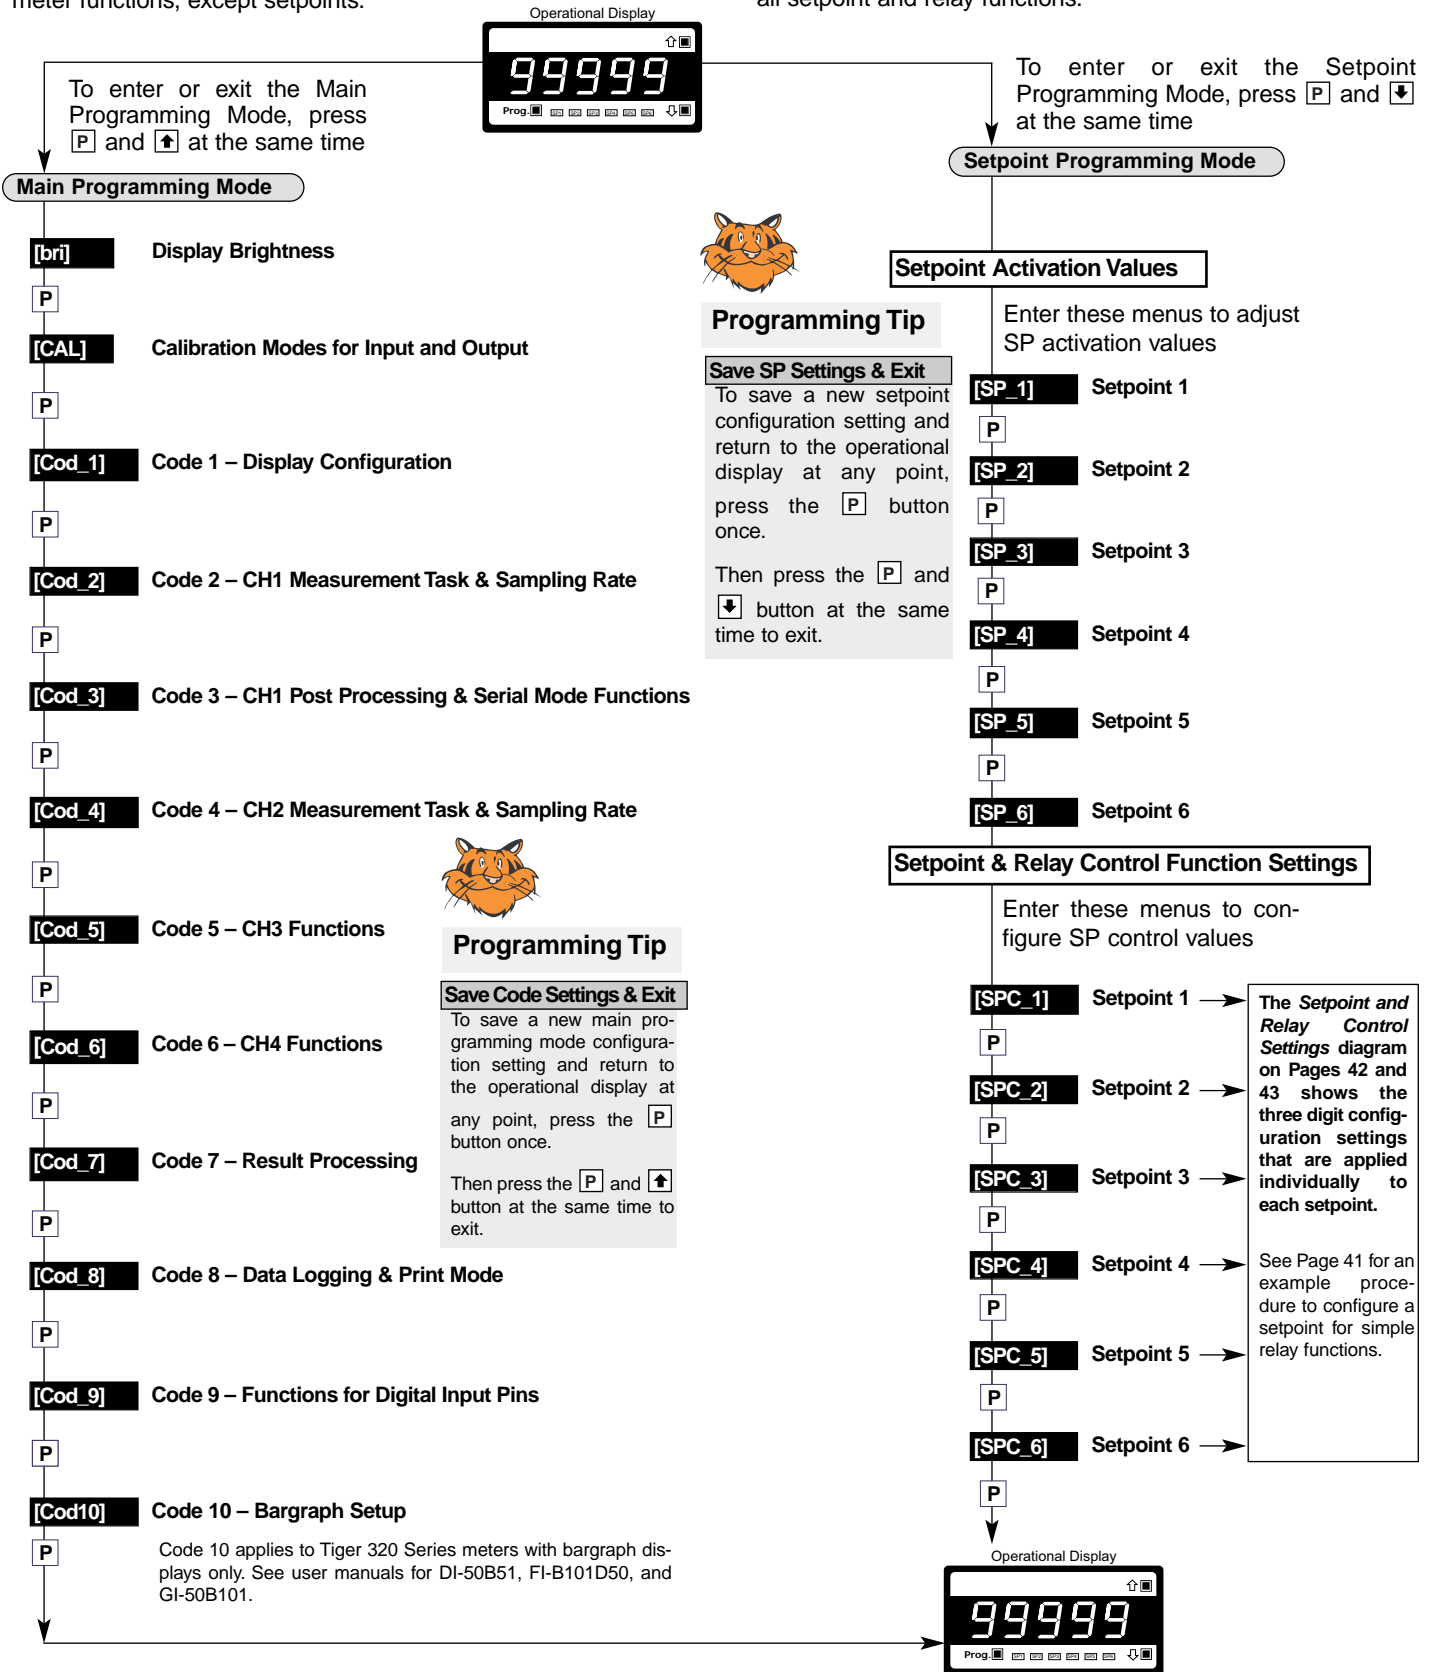 meter functions, except setpoints.
all setpoint and relay functions.
Operational Display
99999
Prog.
SP1 SP2 SP3 SP4 SP5 SP6
To enter or exit the Main
Programming Mode, press
P and at the same time
To enter or exit the Setpoint
Programming Mode, press P and
at the same time
Main Programming Mode
[bri] Display Brightness
P
[CAL] Calibration Modes for Input and Output
P
[Cod_1] Code 1 – Display Configuration
P
[Cod_2] Code 2 – CH1 Measurement Task & Sampling Rate
P
[Cod_3] Code 3 – CH1 Post Processing & Serial Mode Functions
P
[Cod_4] Code 4 – CH2 Measurement Task & Sampling Rate
P
[Cod_5] Code 5 – CH3 Functions
P
[Cod_6] Code 6 – CH4 Functions
P
[Cod_7] Code 7 – Result Processing
P
[Cod_8] Code 8 – Data Logging & Print Mode
P
[Cod_9] Code 9 – Functions for Digital Input Pins
P
[Cod10] Code 10 – Bargraph Setup
P
Code 10 applies to Tiger 320 Series meters with bargraph dis-
plays only. See user manuals for DI-50B51, FI-B101D50, and
GI-50B101.
Programming Tip
Save Code Settings & Exit
To save a new main pro-
gramming mode configura-
tion setting and return to
the operational display at
any point, press the P
button once.
Then press the P and
button at the same time to
exit.
Programming Tip
Save SP Settings & Exit
To save a new setpoint
configuration setting and
return to the operational
display at any point,
press the P button
once.
Then press the P and
button at the same
time to exit.
Setpoint Programming Mode
Setpoint Activation Values
Enter these menus to adjust
SP activation values
[SP_1] Setpoint 1
P
[SP_2] Setpoint 2
P
[SP_3] Setpoint 3
P
[SP_4] Setpoint 4
P
[SP_5] Setpoint 5
P
[SP_6] Setpoint 6
Setpoint & Relay Control Function Settings
Enter these menus to con-
figure SP control values
[SPC_1] Setpoint 1
P
[SPC_2] Setpoint 2
P
[SPC_3] Setpoint 3
P
[SPC_4] Setpoint 4
P
[SPC_5] Setpoint 5
P
[SPC_6] Setpoint 6
P
The Setpoint and
Relay Control
Settings diagram
on Pages 42 and
43 shows the
three digit config-
uration settings
that are applied
individually to
each setpoint.
See Page 41 for an
example proce-
dure to configure a
setpoint for simple
relay functions.
Operational Display
99999
Prog.
SP1 SP2 SP3 SP4 SP5 SP6